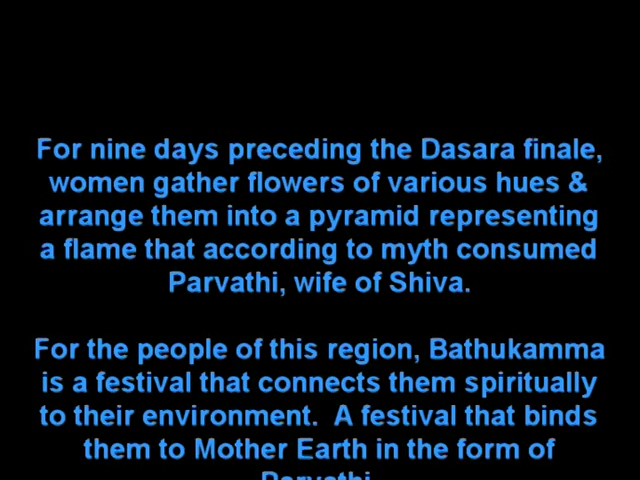 For nine days preceding the Dasara finale,
women gather flowers of various hues &
arrange them into a pyramid representing
a flame that according to myth consumed
Parvathi, wife of Shiva.
For the people of this region, Bathukamma
is a festival that connects them spiritually
to their environment.  A festival that binds
them to Mother Earth in the form of
Parvathi